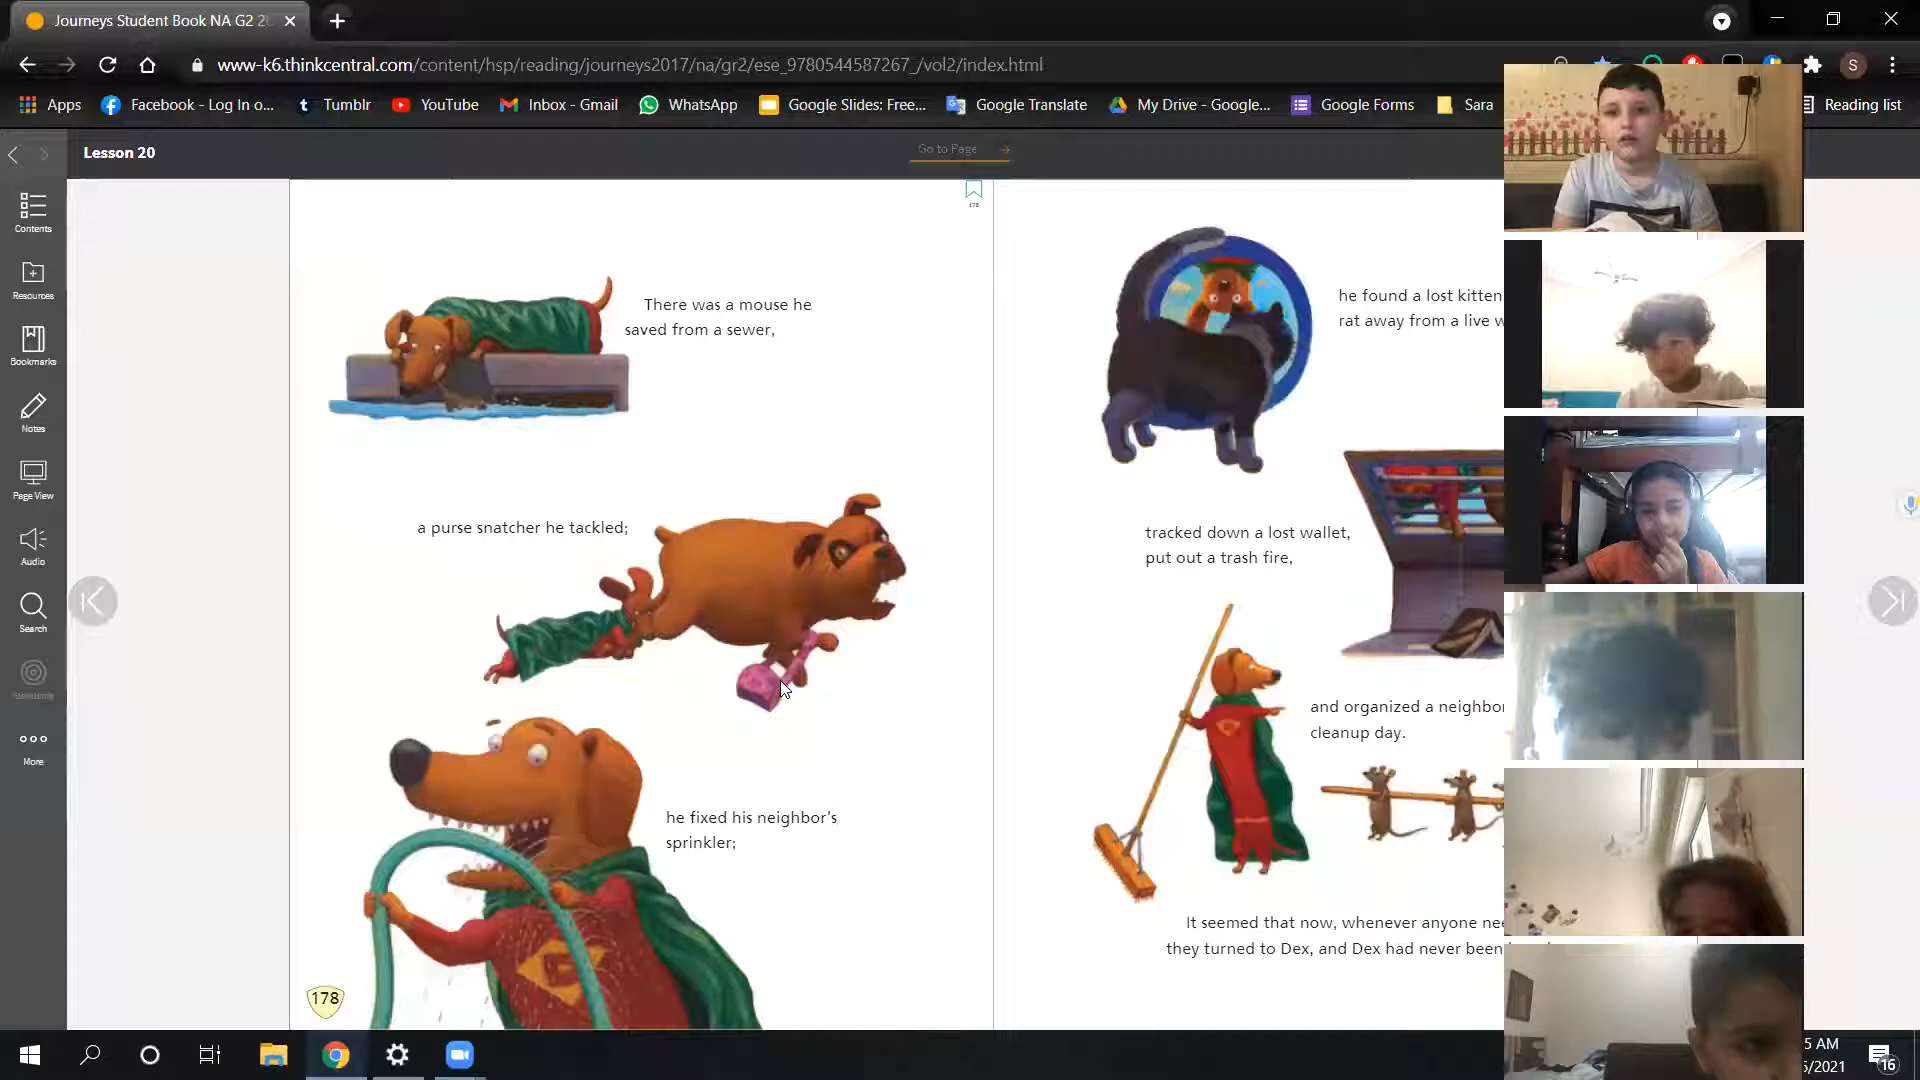 Journeys Student Book NA G2
www-k6.thinkcentral.com/content/hsp/reading/journeys2017/na/gr2/ese_9780544587267_/vol2/index.html
S
Apps Facebook - Log In o... Tumblr YouTube Inbox - Gmail WhatsApp Google Slides: Free... Google Translate My Drive - Google... Google Forms Sara Reading list
Lesson 20
Go to Page
Contents
Resources
Bookmarks
Notes
Page View
Audio
Search
More
178
There was a mouse he
saved from a sewer,
a purse snatcher he tackled;
he fixed his neighbor's
sprinkler;
178
he found a lost kitten
rat away from a live
tracked down a lost wallet,
put out a trash fire,
and organized a
cleanup day.
It seemed that now, whenever anyone
they turned to Dex, and Dex had never been
5 AM
/2021
16